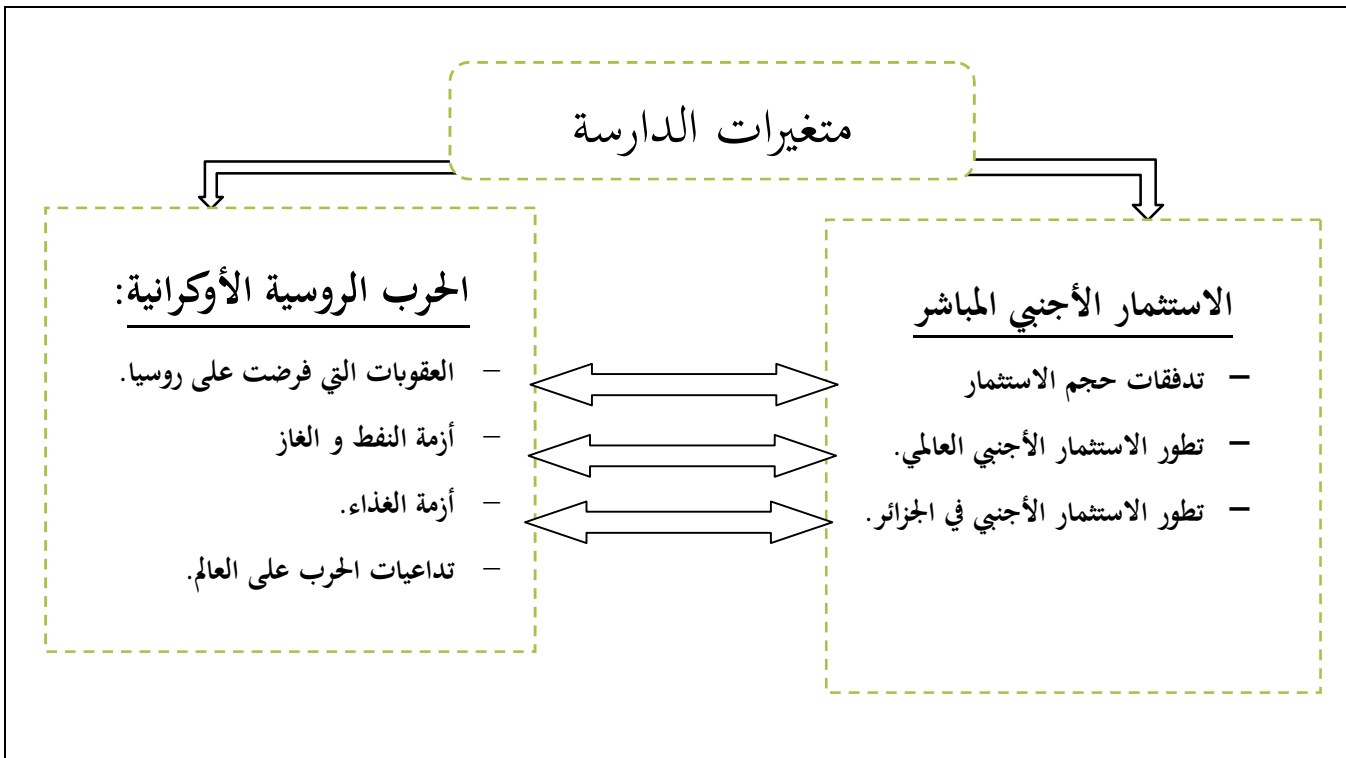 متغيرات الدارسة
الاستثمار الأجنبي المباشر
– تدفقات حجم الاستثمار
– تطور الاستثمار الأجنبي العالمي.
– تطور الاستثمار الأجنبي في الجزائر.
الحرب الروسية الأوكرانية:
– العقوبات التي فرضت على روسيا.
– أزمة النفط و الغاز
– أزمة الغذاء.
– تداعيات الحرب على العالم.